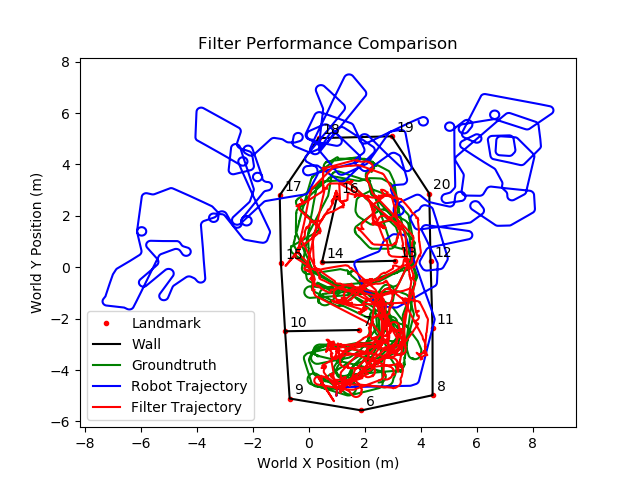 Filter Performance Comparison
8
6
4
2
0
−2
−4
−6
World Y Position (m)
18
19
17
16
20
15
14
13
12
10
7
11
9
6
8
Landmark
Wall
Groundtruth
Robot Trajectory
Filter Trajectory
−8 −6 −4 −2 0 2 4 6 8
World X Position (m)